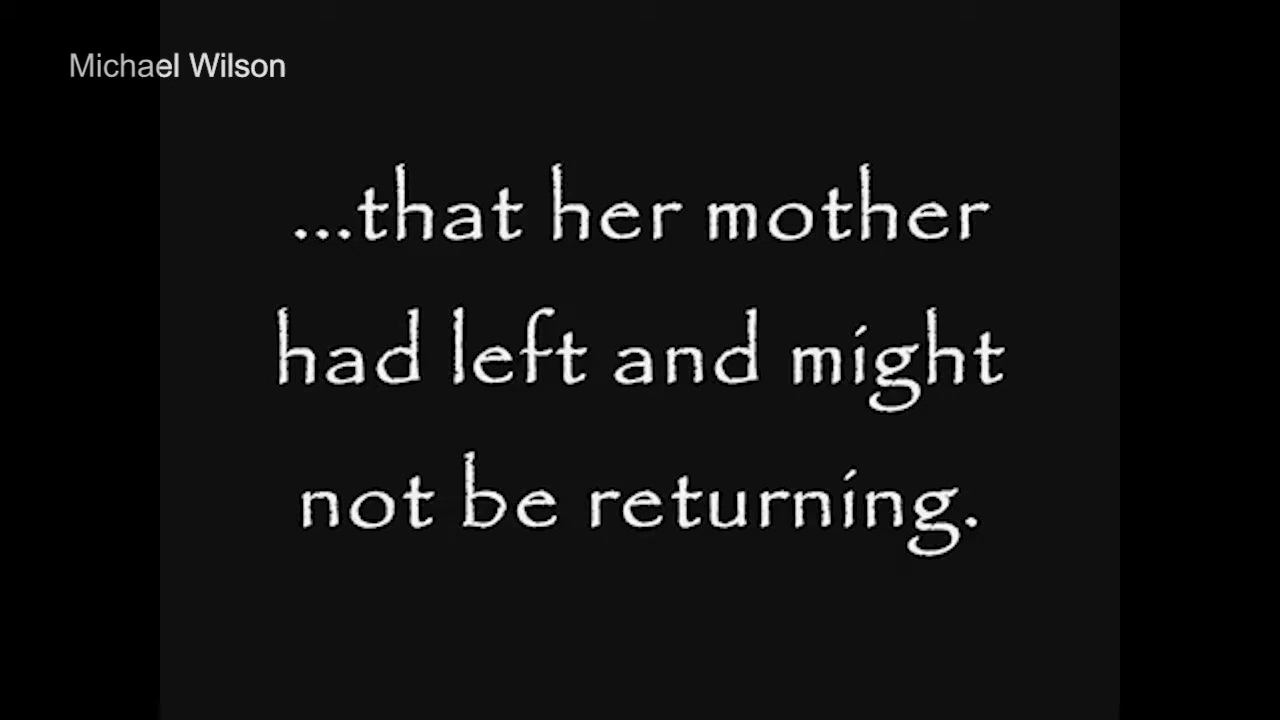 Michael Wilson
...that her mother
had left and might
not be returning.